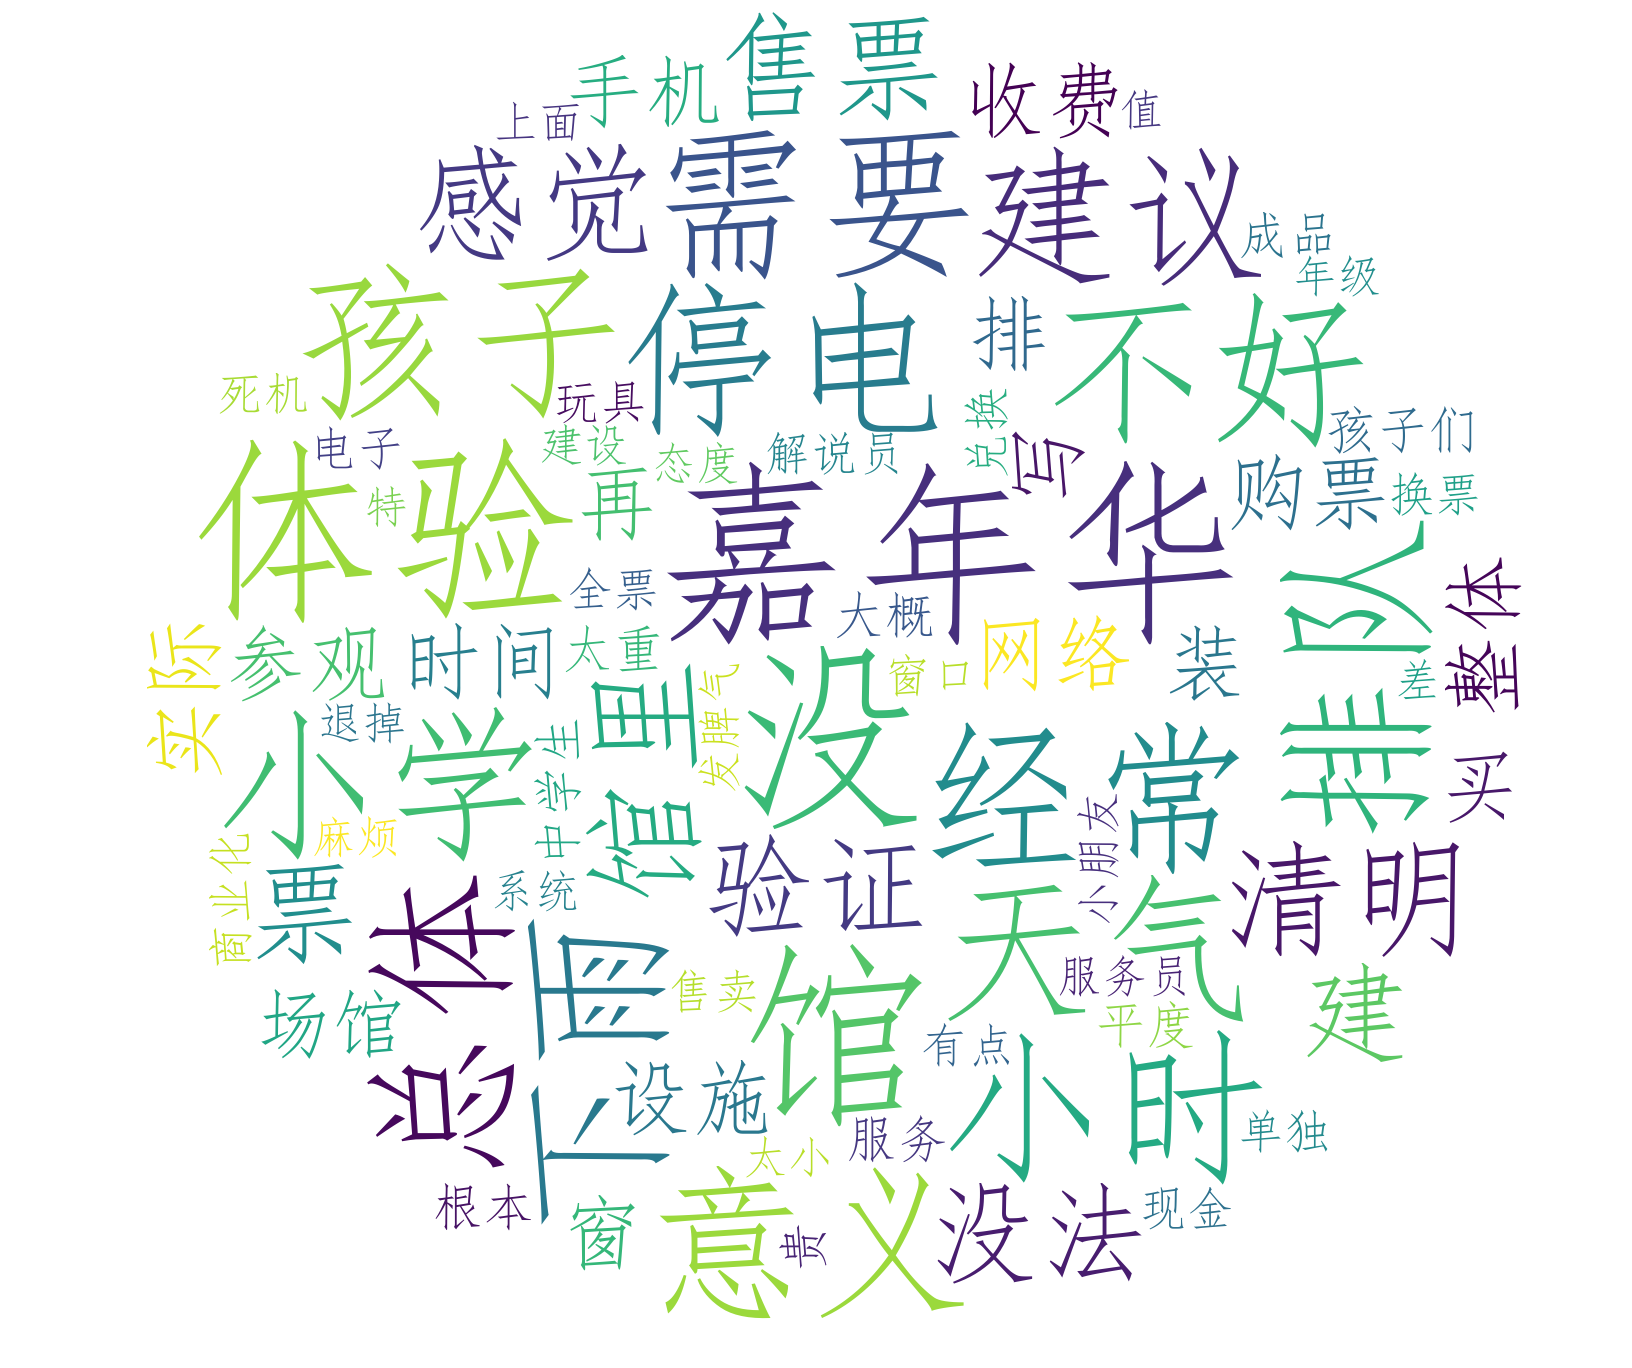 售票
手机
收费
值
上面
感觉
需要
建议
成品
年级
孩子
停电
排
不好
死机
玩具
兑换
孩子们
电子
建设
态度
解说员
写
购票
换票
体验
特
再
嘉年华
全票
大概
排队
整体
实际
参观
时间
太重
窗口
网络
装
差
退掉
小学
中学生
馆里
发脾气
没
经常
买
麻烦
商业化
票
系统
验证
小朋友
清明
总体
下雨
售卖
馆
天气
服务员
平度
建
场馆
设施
有点
小时
单独
服务
太小
根本
窗
意义
贵
没法
现金